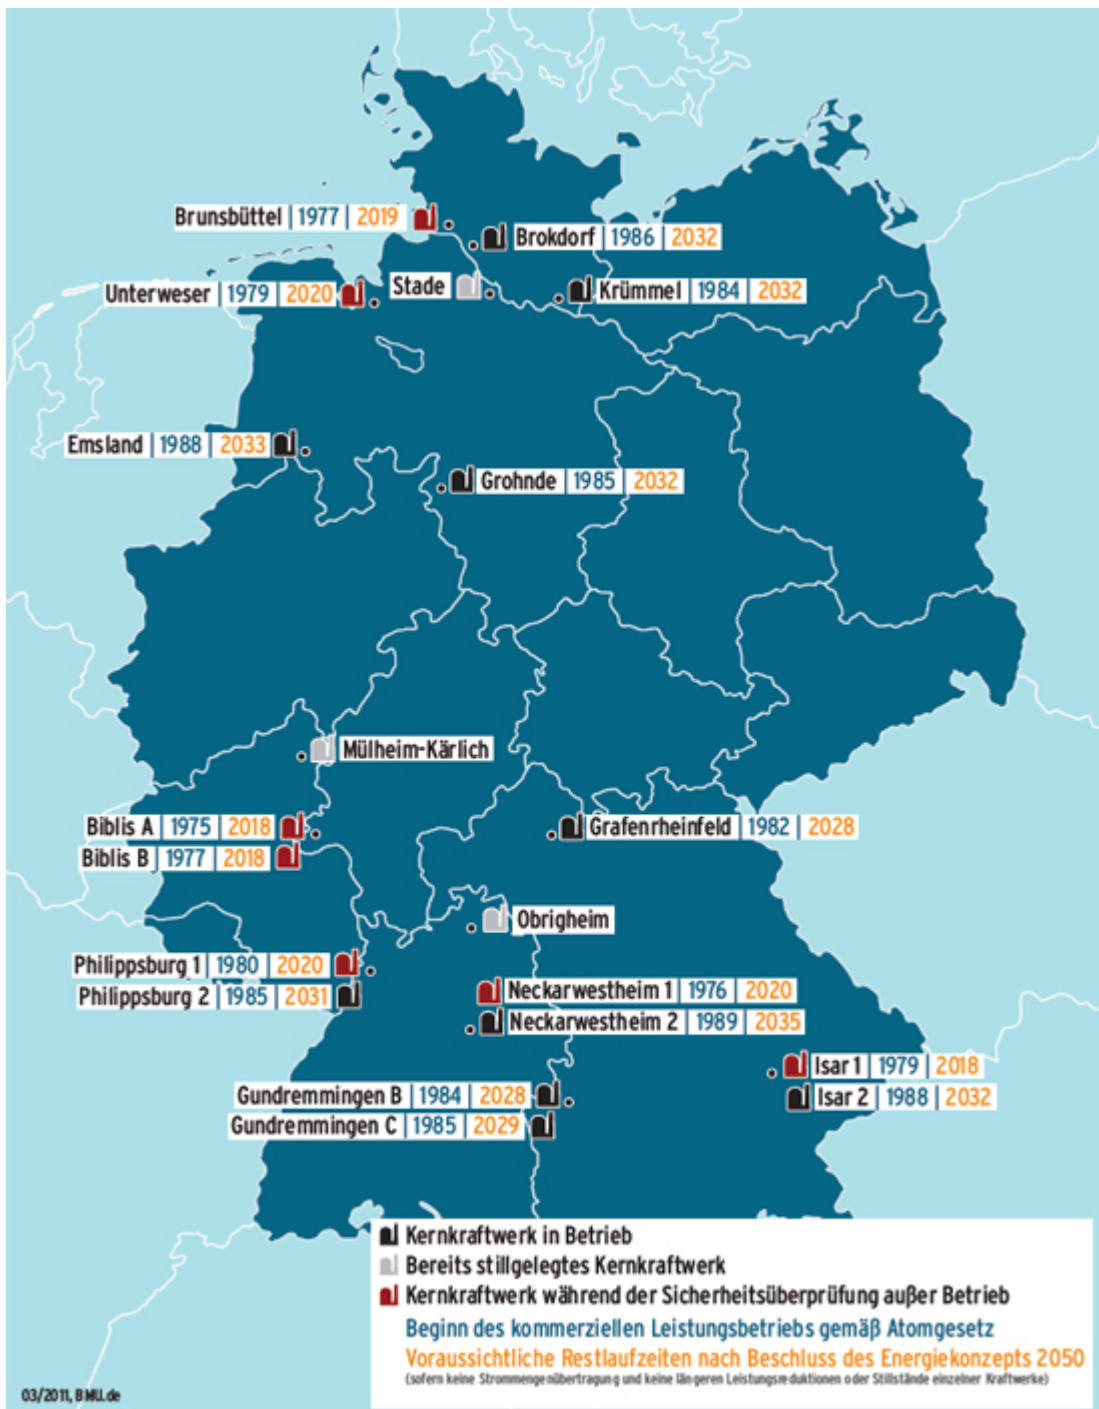 Brunsbüttel | 1977 | 2019
Brokdorf | 1986 | 2032
Unterweser | 1979 | 2020
Stade
Krümmel | 1984 | 2032
Emsland | 1988 | 2033
Grohnde | 1985 | 2032
Mülheim-Kärlich
Biblis A | 1975 | 2018
Grafenrheinfeld | 1982 | 2028
Biblis B | 1977 | 2018
Obrigheim
Philippsburg 1 | 1980 | 2020
Philippsburg 2 | 1985 | 2031
Neckarwestheim 1 | 1976 | 2020
Neckarwestheim 2 | 1989 | 2035
Isar 1 | 1979 | 2018
Isar 2 | 1988 | 2032
Gundremmingen B | 1984 | 2028
Gundremmingen C | 1985 | 2029
Kernkraftwerk in Betrieb
Bereits stillgelegtes Kernkraftwerk
Kernkraftwerk während der Sicherheitsüberprüfung außer Betrieb
Beginn des kommerziellen Leistungsbetriebs gemäß Atomgesetz
Voraussichtliche Restlaufzeiten nach Beschluss des Energiekonzepts 2050
(sofern keine Strommengenübertragung und keine längeren Leistungsreduktionen oder Stillstände einzelner Kraftwerke)
03/2011, BMU.de